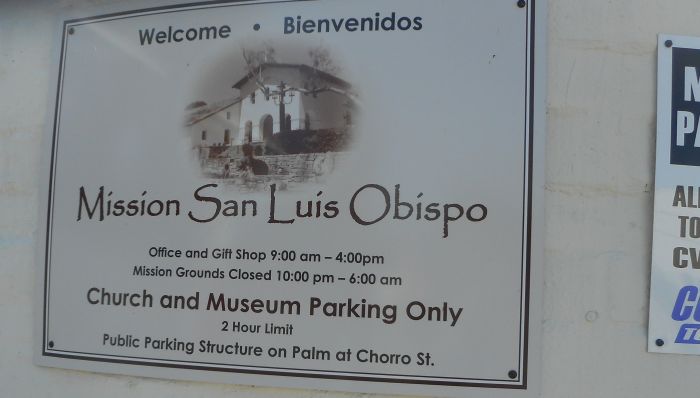 Welcome • Bienvenidos
Mission San Luis Obispo
Office and Gift Shop 9:00 am – 4:00pm
Mission Grounds Closed 10:00 pm – 6:00 am
Church and Museum Parking Only
2 Hour Limit
Public Parking Structure on Palm at Chorro St.